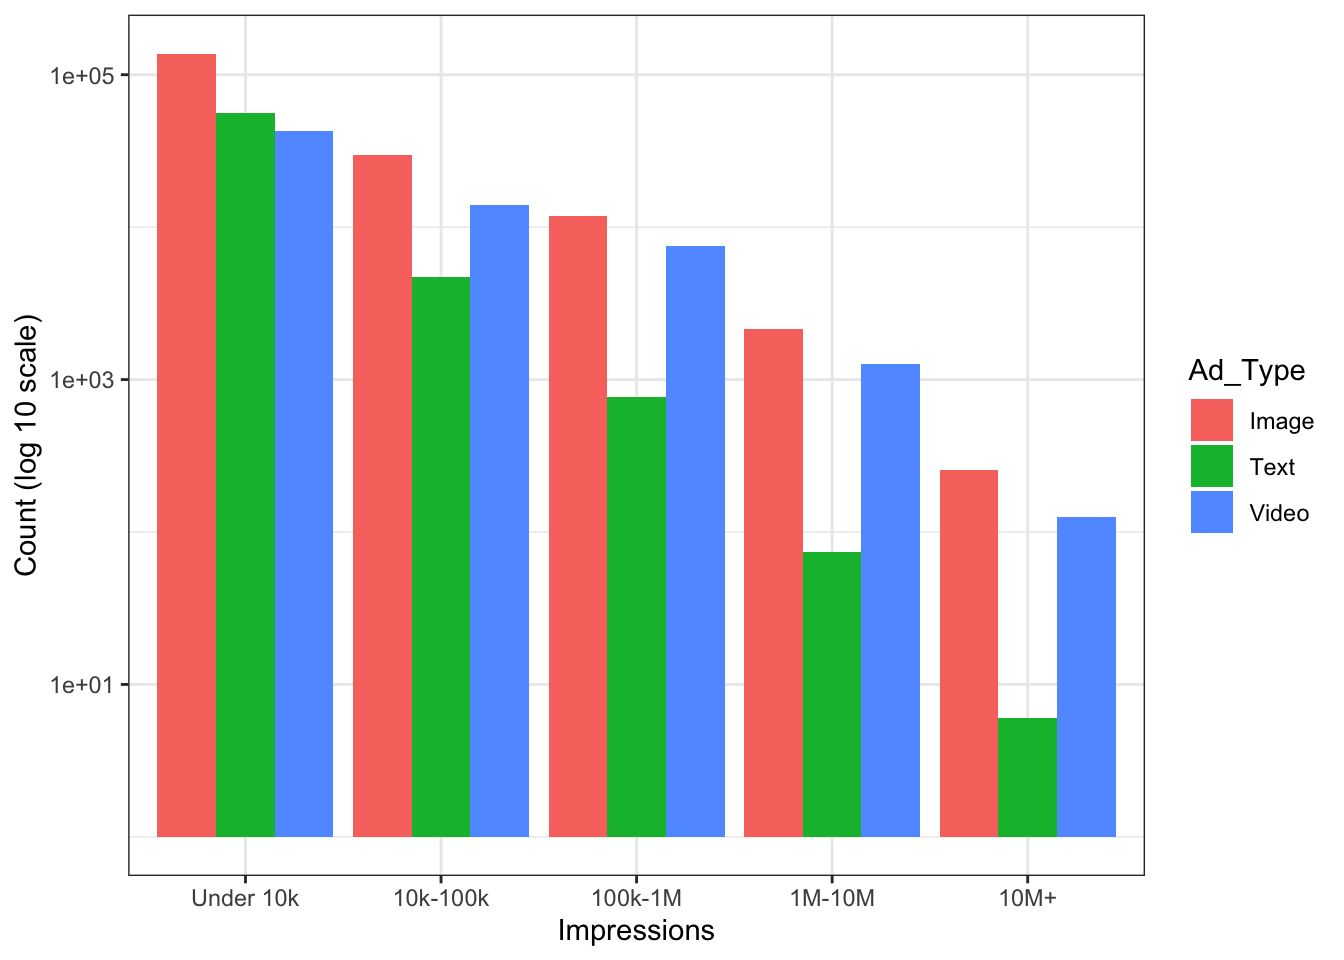 1e+05
1e+03
1e+01
Count (log 10 scale)
Under 10k
10k-100k
100k-1M
1M-10M
10M+
Impressions
Ad_Type
Image
Text
Video